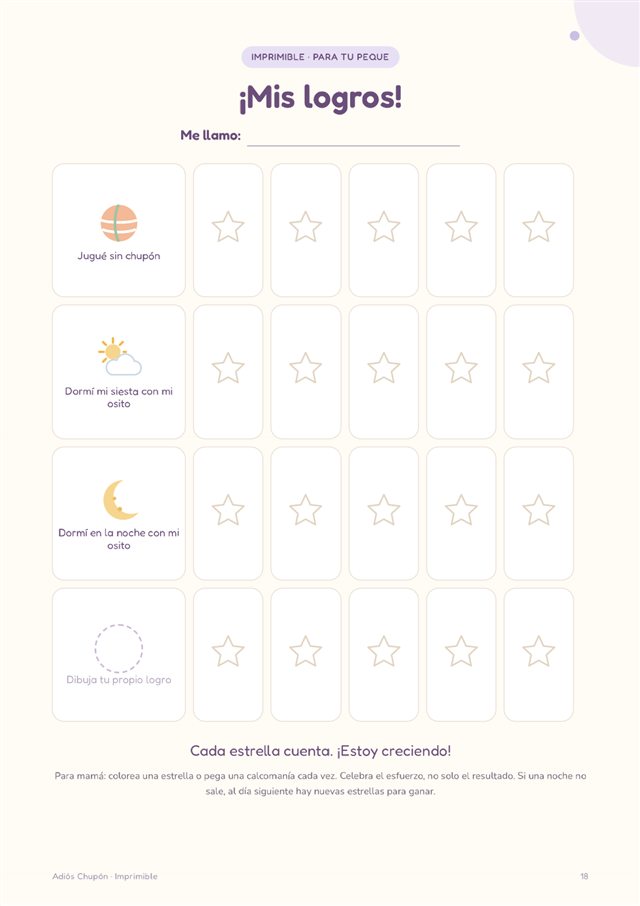 IMPRIMIBLE · PARA TU PEQUE
¡Mis logros!
Me llamo:
Jugué sin chupón
Dormí mi siesta con mi
osito
Dormí en la noche con mi
osito
Dibuja tu propio logro
Cada estrella cuenta. ¡Estoy creciendo!
Para mamá: colorea una estrella o pega una calcomanía cada vez. Celebra el esfuerzo, no solo el resultado. Si una noche no
sale, al día siguiente hay nuevas estrellas para ganar.
Adiós Chupón · Imprimible
18